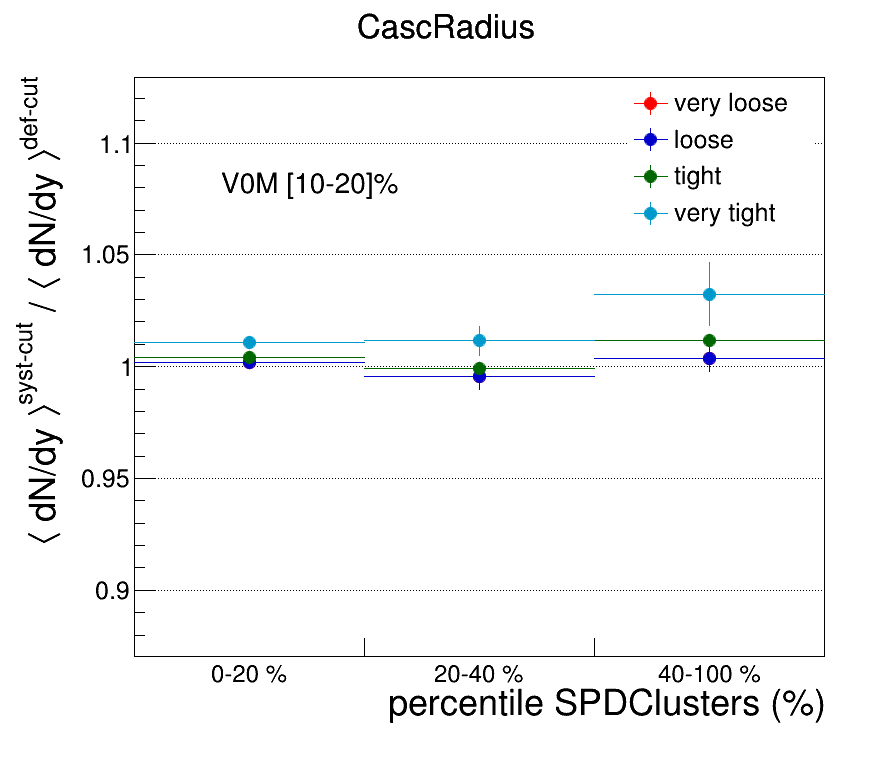 CascRadius
⟨ dN/dy ⟩^syst-cut / ⟨ dN/dy ⟩^def-cut
very loose
loose
tight
very tight
V0M [10-20]%
1.1
1.05
1
0.95
0.9
0-20 %
20-40 %
40-100 %
percentile SPDClusters (%)